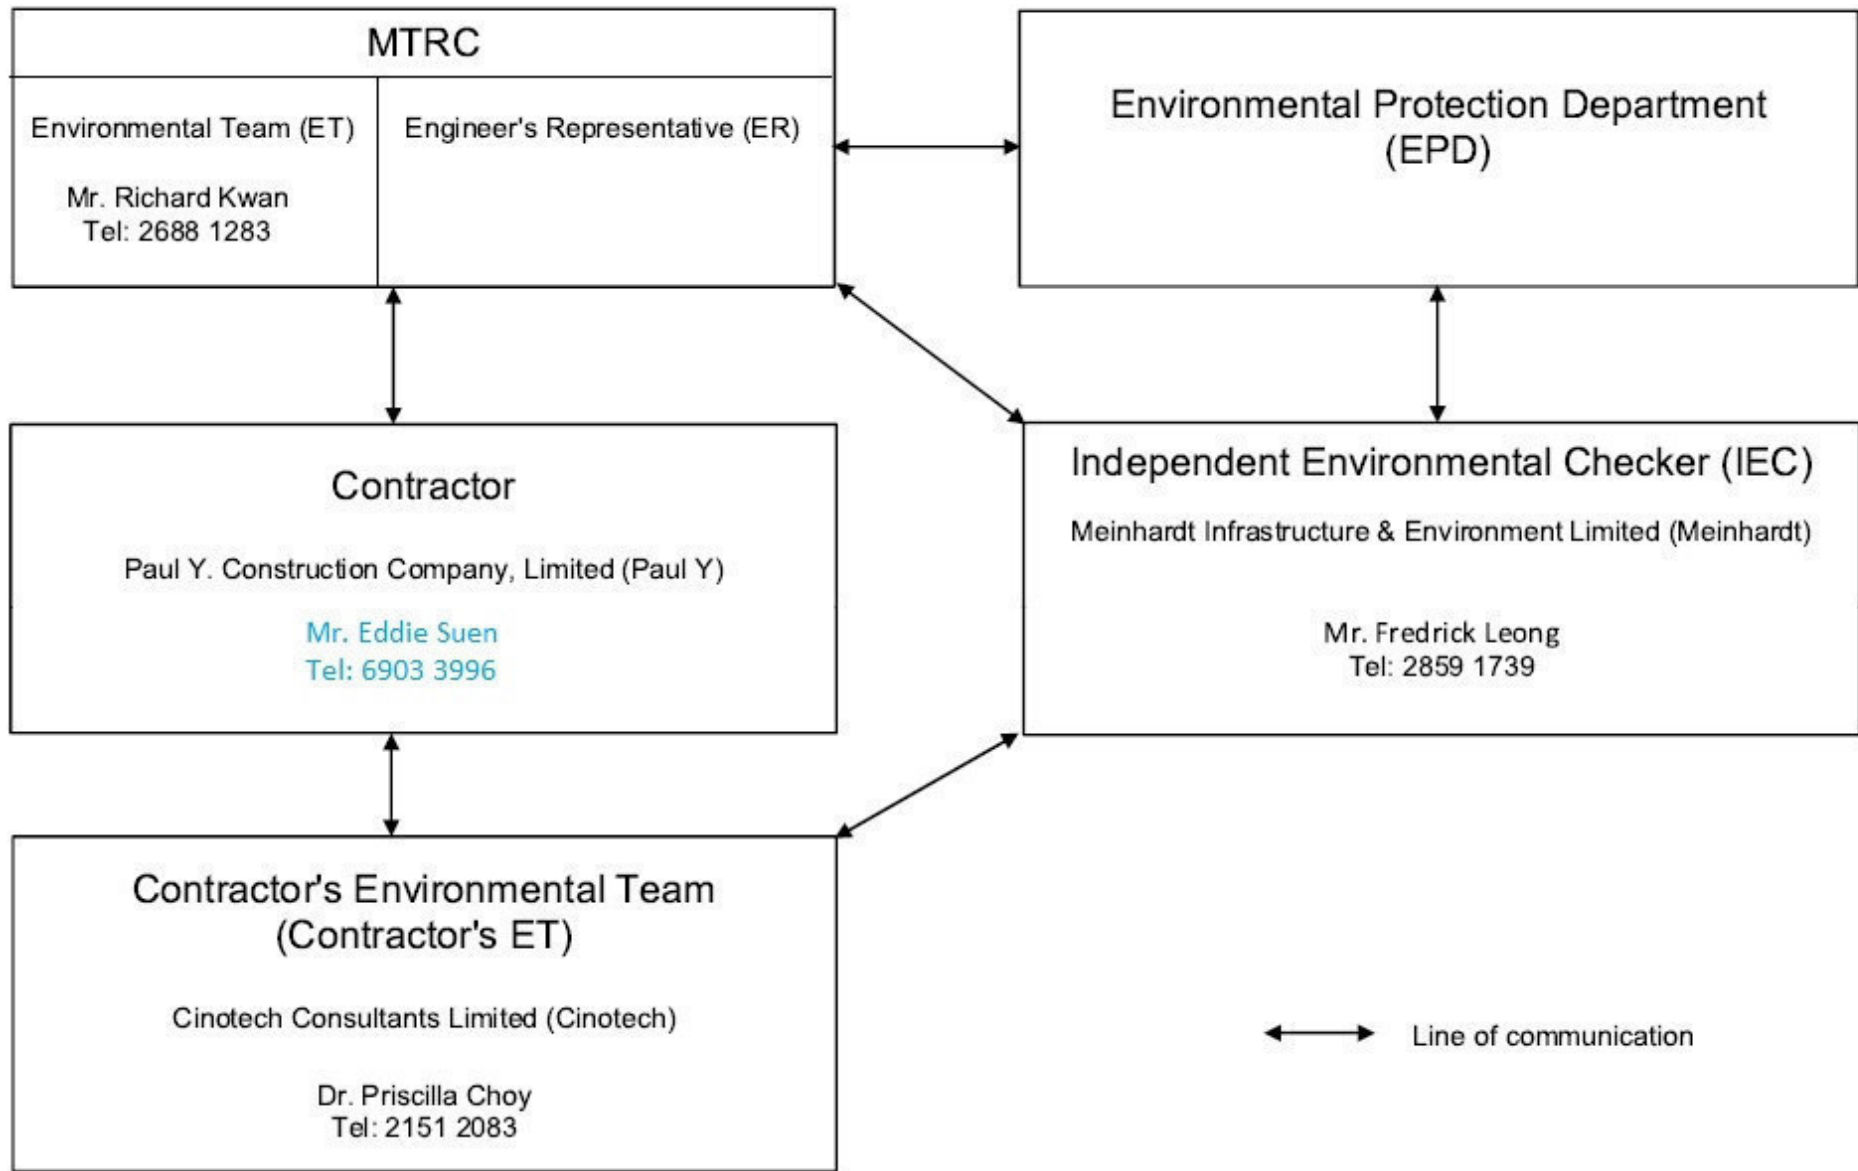 MTRC
Environmental Team (ET)
Mr. Richard Kwan
Tel: 2688 1283
Engineer's Representative (ER)
Environmental Protection Department
(EPD)
Contractor
Paul Y. Construction Company, Limited (Paul Y)
Mr. Eddie Suen
Tel: 6903 3996
Independent Environmental Checker (IEC)
Meinhardt Infrastructure & Environment Limited (Meinhardt)
Mr. Fredrick Leong
Tel: 2859 1739
Contractor's Environmental Team
(Contractor's ET)
Cinotech Consultants Limited (Cinotech)
Dr. Priscilla Choy
Tel: 2151 2083
Line of communication